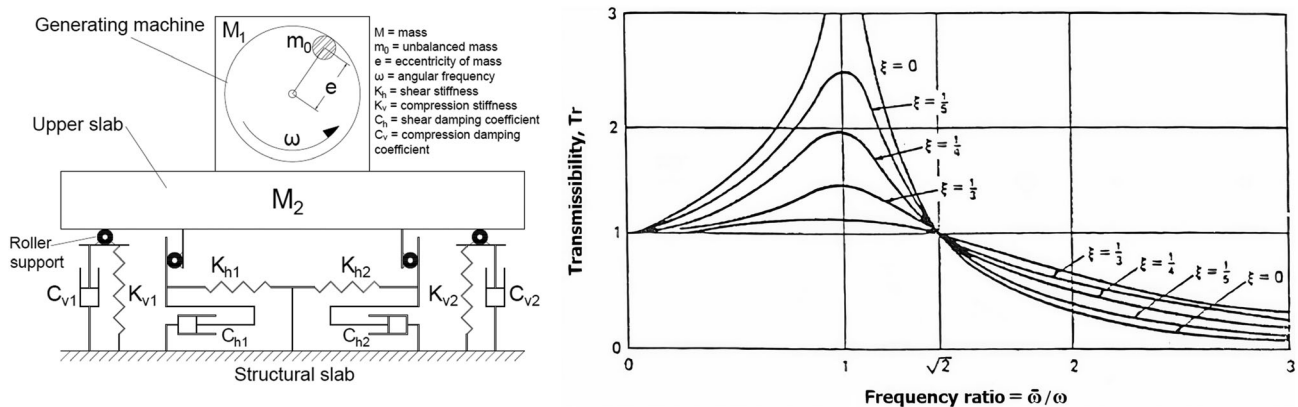 Generating machine
M₁
m₀
e
ω
M = mass
m₀ = unbalanced mass
e = eccentricity of mass
ω = angular frequency
Kₕ = shear stiffness
Kᵥ = compression stiffness
Cₕ = shear damping coefficient
Cᵥ = compression damping
coefficient
Upper slab
M₂
Roller
support
Cᵥ₁
Kᵥ₁
Kₕ₁
Kₕ₂
Cₕ₁
Cₕ₂
Kᵥ₂
Cᵥ₂
Structural slab
Transmissibility, Tr
3
2
1
0
ξ = 0
ξ = 1/5
ξ = 1/4
ξ = 1/3
ξ = 1/3
ξ = 1/4
ξ = 1/5
ξ = 0
0
1
√2
2
3
Frequency ratio = ω̄/ω